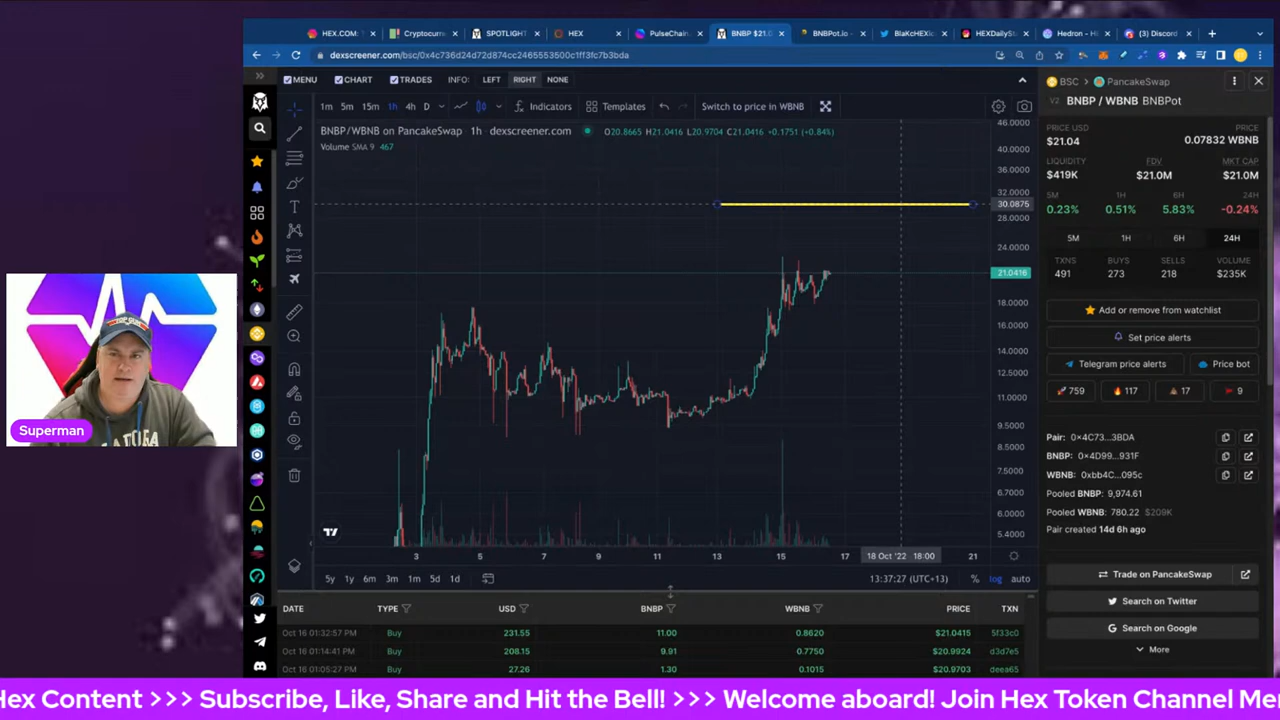 HEX.COM:
Cryptocurre
SPOTLIGHT
HEX
PulseChain
BNBP $21.0
BNBPot.io -
BlaKcHEXic
HEXDailySta
Hedron - H
(3) Discord
dexscreener.com/bsc/0x4c736d24d72d874cc2465553500c1ff3fc7b3bda
MENU CHART TRADES INFO: LEFT RIGHT NONE
1m 5m 15m 1h 4h D Indicators Templates Switch to price in WBNB
BNBP/WBNB on PancakeSwap 1h dexscreener.com O20.8665 H21.0416 L20.9704 C21.0416 +0.1751 (+0.84%)
Volume SMA 9 467
46.0000
40.0000
36.0000
32.0000
30.0875
28.0000
24.0000
21.0416
18.0000
16.0000
14.0000
12.5000
11.0000
9.5000
8.5000
7.5000
6.7000
6.0000
5.4000
3 5 7 9 11 13 15 17 18 Oct '22 18:00 21
5y 1y 6m 3m 1m 5d 1d 13:37:27 (UTC+13) % log auto
DATE TYPE USD BNBP WBNB PRICE TXN
Oct 16 01:32:57 PM Buy 231.55 11.00 0.8620 $21.0415 5f33c0
Oct 16 01:14:41 PM Buy 208.15 9.91 0.7750 $20.9924 d3d7e5
Oct 16 01:05:27 PM Buy 27.26 1.30 0.1015 $20.9703 deea65
BSC > PancakeSwap
V2 BNBP / WBNB BNBPot
PRICE USD PRICE
$21.04 0.07832 WBNB
LIQUIDITY FDV MKT CAP
$419K $21.0M $21.0M
5M 1H 6H 24H
0.23% 0.51% 5.83% -0.24%
5M 1H 6H 24H
TXNS BUYS SELLS VOLUME
491 273 218 $235K
Add or remove from watchlist
Set price alerts
Telegram price alerts Price bot
759 117 17 9
Pair: 0x4C73...3BDA
BNBP: 0x4D99...931F
WBNB: 0xbb4C...095c
Pooled BNBP: 9,974.61
Pooled WBNB: 780.22 $209K
Pair created 14d 6h ago
Trade on PancakeSwap
Search on Twitter
Search on Google
More
TOP GUN
Superman
Hex Content >>> Subscribe, Like, Share and Hit the Bell! >>> Welcome aboard! Join Hex Token Channel Me